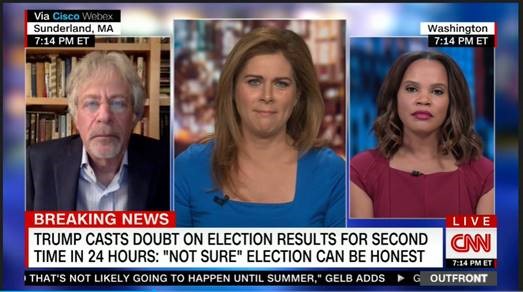 Via Cisco Webex
Sunderland, MA
7:14 PM ET
Washington
7:14 PM ET
BREAKING NEWS
LIVE
TRUMP CASTS DOUBT ON ELECTION RESULTS FOR SECOND
TIME IN 24 HOURS: "NOT SURE" ELECTION CAN BE HONEST
CNN
7:14 PM ET
THAT'S NOT LIKELY GOING TO HAPPEN UNTIL SUMMER," GELB ADDS
OUTFRONT